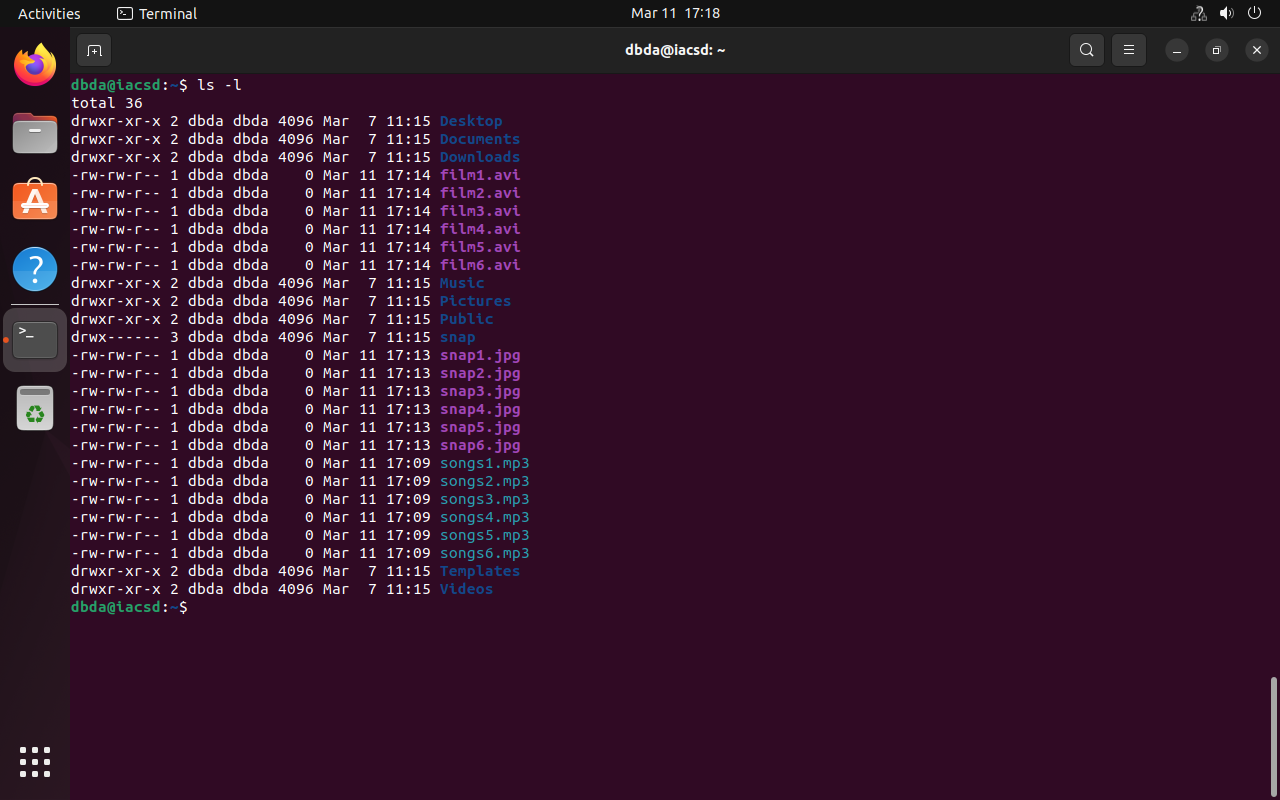 Activities Terminal Mar 11 17:18
dbda@iacsd: ~
dbda@iacsd:~$ ls -l
total 36
drwxr-xr-x 2 dbda dbda 4096 Mar  7 11:15 Desktop
drwxr-xr-x 2 dbda dbda 4096 Mar  7 11:15 Documents
drwxr-xr-x 2 dbda dbda 4096 Mar  7 11:15 Downloads
-rw-rw-r-- 1 dbda dbda    0 Mar 11 17:14 film1.avi
-rw-rw-r-- 1 dbda dbda    0 Mar 11 17:14 film2.avi
-rw-rw-r-- 1 dbda dbda    0 Mar 11 17:14 film3.avi
-rw-rw-r-- 1 dbda dbda    0 Mar 11 17:14 film4.avi
-rw-rw-r-- 1 dbda dbda    0 Mar 11 17:14 film5.avi
-rw-rw-r-- 1 dbda dbda    0 Mar 11 17:14 film6.avi
drwxr-xr-x 2 dbda dbda 4096 Mar  7 11:15 Music
drwxr-xr-x 2 dbda dbda 4096 Mar  7 11:15 Pictures
drwxr-xr-x 2 dbda dbda 4096 Mar  7 11:15 Public
drwx------ 3 dbda dbda 4096 Mar  7 11:15 snap
-rw-rw-r-- 1 dbda dbda    0 Mar 11 17:13 snap1.jpg
-rw-rw-r-- 1 dbda dbda    0 Mar 11 17:13 snap2.jpg
-rw-rw-r-- 1 dbda dbda    0 Mar 11 17:13 snap3.jpg
-rw-rw-r-- 1 dbda dbda    0 Mar 11 17:13 snap4.jpg
-rw-rw-r-- 1 dbda dbda    0 Mar 11 17:13 snap5.jpg
-rw-rw-r-- 1 dbda dbda    0 Mar 11 17:13 snap6.jpg
-rw-rw-r-- 1 dbda dbda    0 Mar 11 17:09 songs1.mp3
-rw-rw-r-- 1 dbda dbda    0 Mar 11 17:09 songs2.mp3
-rw-rw-r-- 1 dbda dbda    0 Mar 11 17:09 songs3.mp3
-rw-rw-r-- 1 dbda dbda    0 Mar 11 17:09 songs4.mp3
-rw-rw-r-- 1 dbda dbda    0 Mar 11 17:09 songs5.mp3
-rw-rw-r-- 1 dbda dbda    0 Mar 11 17:09 songs6.mp3
drwxr-xr-x 2 dbda dbda 4096 Mar  7 11:15 Templates
drwxr-xr-x 2 dbda dbda 4096 Mar  7 11:15 Videos
dbda@iacsd:~$